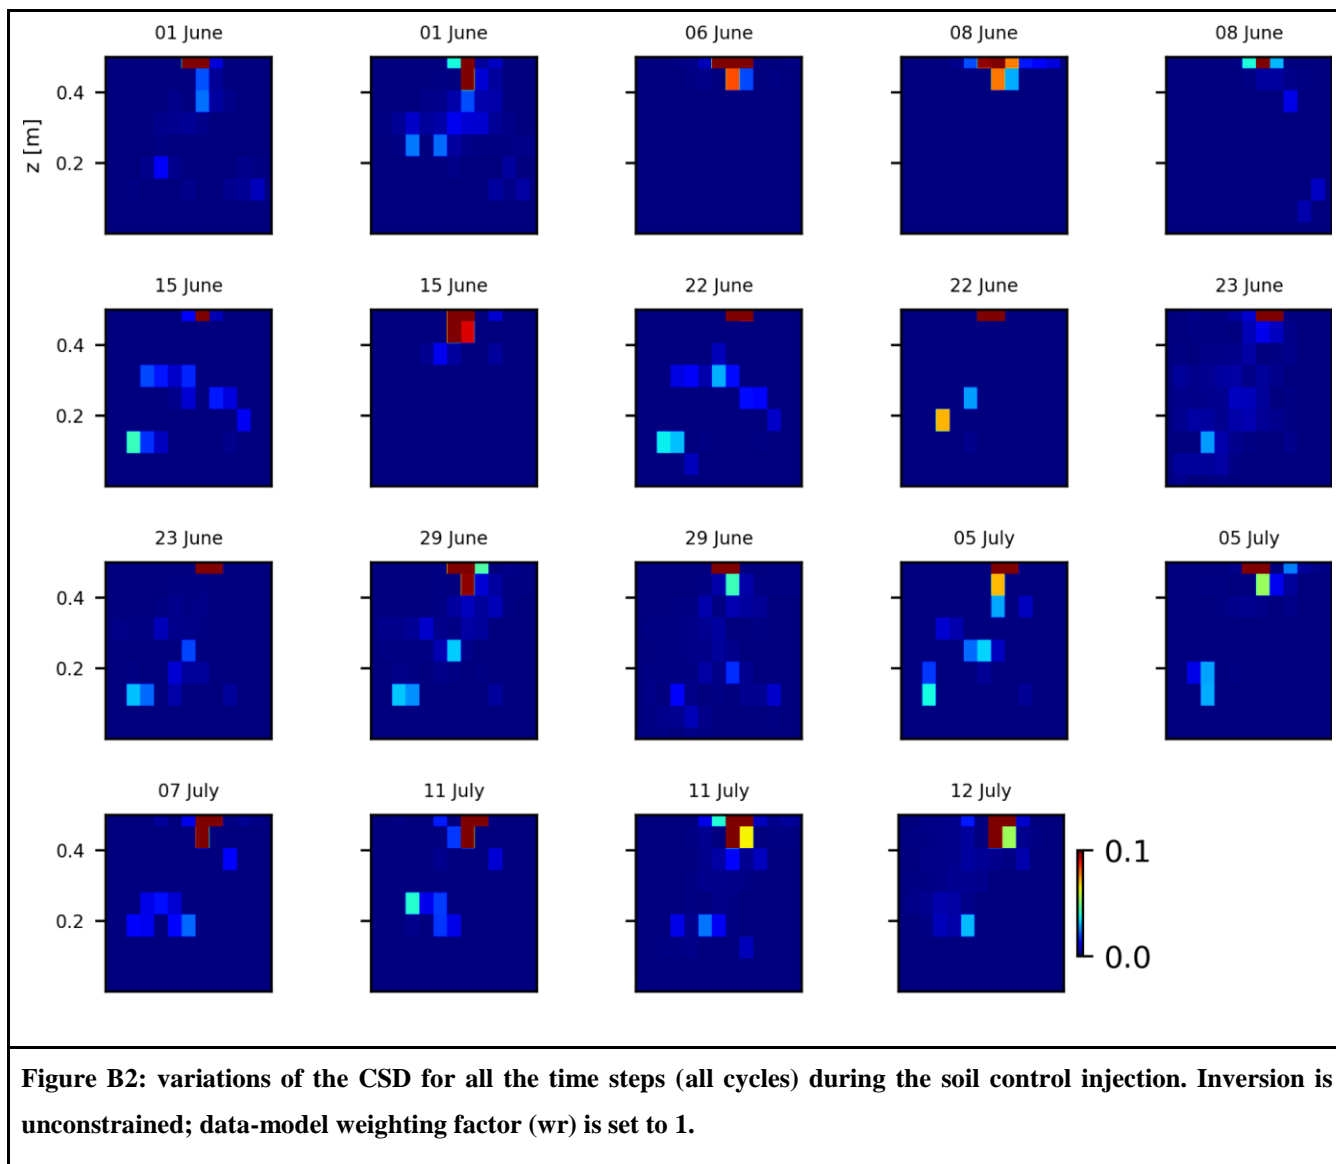 01 June 01 June 06 June 08 June 08 June
z [m]
0.4
0.2
15 June 15 June 22 June 22 June 23 June
0.4
0.2
23 June 29 June 29 June 05 July 05 July
0.4
0.2
07 July 11 July 11 July 12 July
0.4
0.2
0.1
0.0
Figure B2: variations of the CSD for all the time steps (all cycles) during the soil control injection. Inversion is
unconstrained; data-model weighting factor (wr) is set to 1.